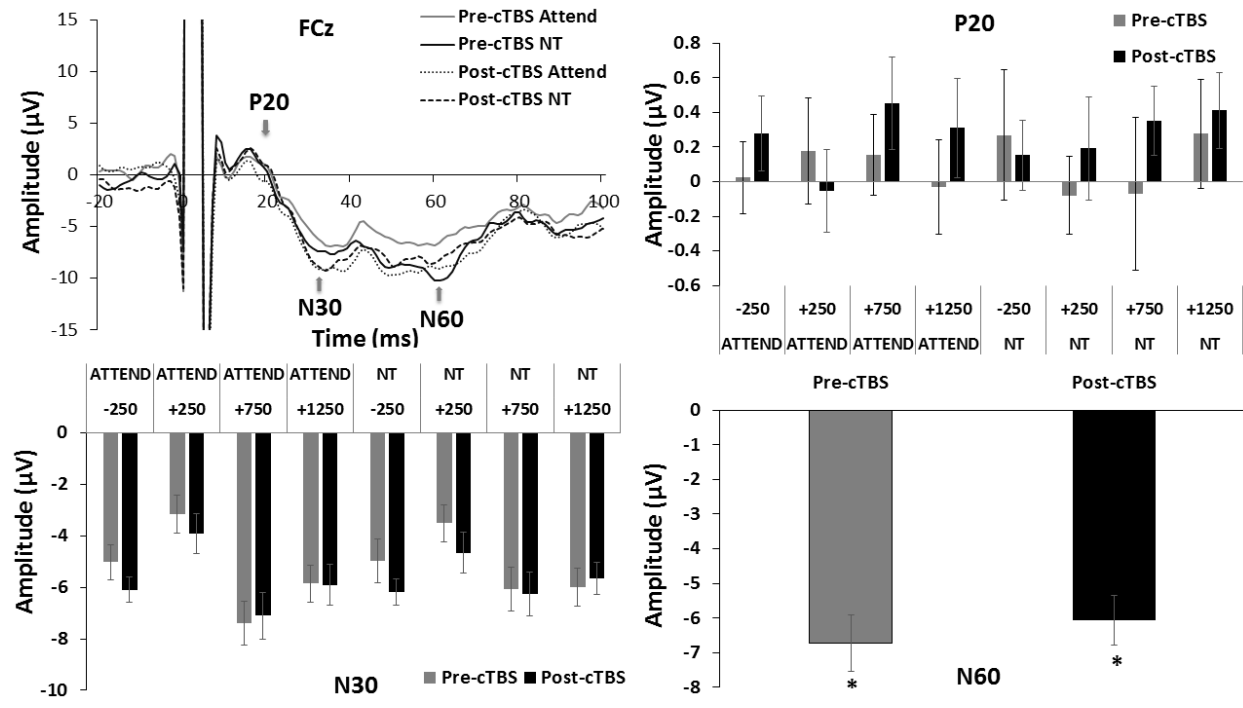 FCz
Pre-cTBS Attend
Pre-cTBS NT
Post-cTBS Attend
Post-cTBS NT
15
10
5
0
-5
-10
-15
Amplitude (µV)
-20
0
20
40
60
80
100
P20
N30
N60
Time (ms)
P20
Pre-cTBS
Post-cTBS
0.8
0.6
0.4
0.2
0
-0.2
-0.4
-0.6
Amplitude (µV)
-250 +250 +750 +1250 -250 +250 +750 +1250
ATTEND ATTEND ATTEND ATTEND NT NT NT NT
ATTEND ATTEND ATTEND ATTEND NT NT NT NT
-250 +250 +750 +1250 -250 +250 +750 +1250
0
-2
-4
-6
-8
-10
Amplitude (µV)
N30
Pre-cTBS Post-cTBS
Pre-cTBS Post-cTBS
0
-1
-2
-3
-4
-5
-6
-7
-8
Amplitude (µV)
* *
N60